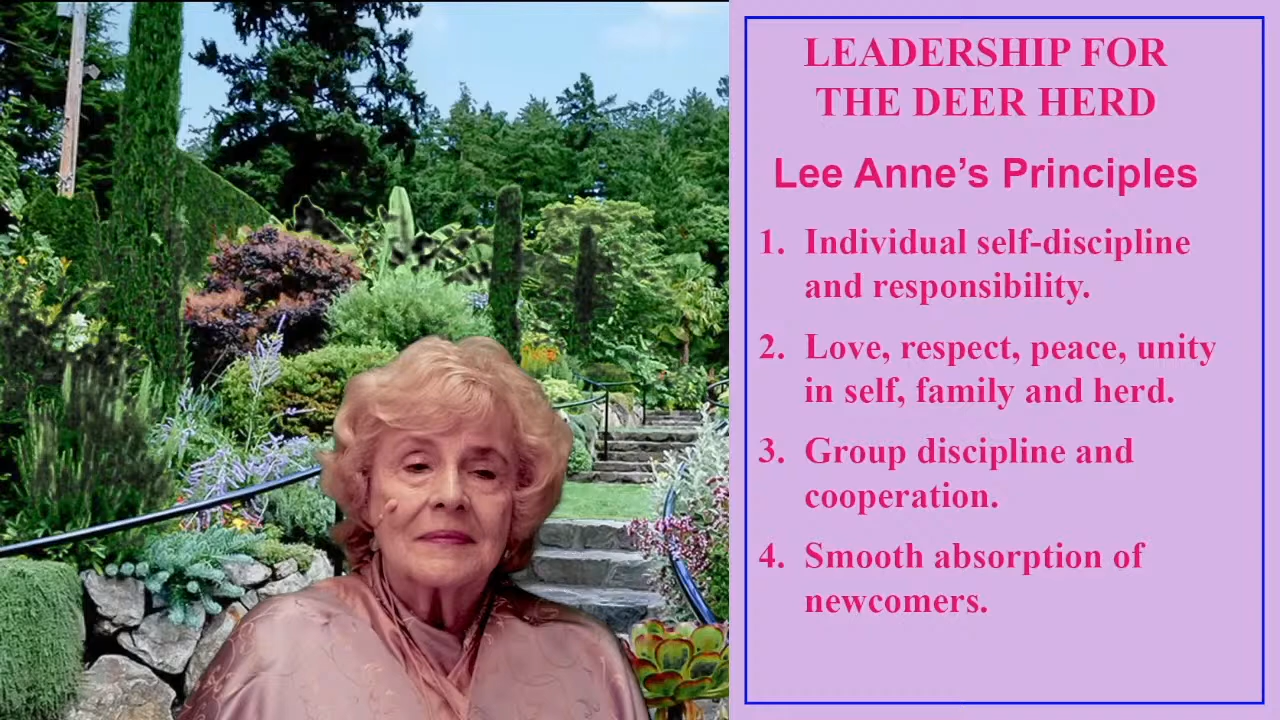 LEADERSHIP FOR
THE DEER HERD
Lee Anne’s Principles
1. Individual self-discipline
and responsibility.
2. Love, respect, peace, unity
in self, family and herd.
3. Group discipline and
cooperation.
4. Smooth absorption of
newcomers.